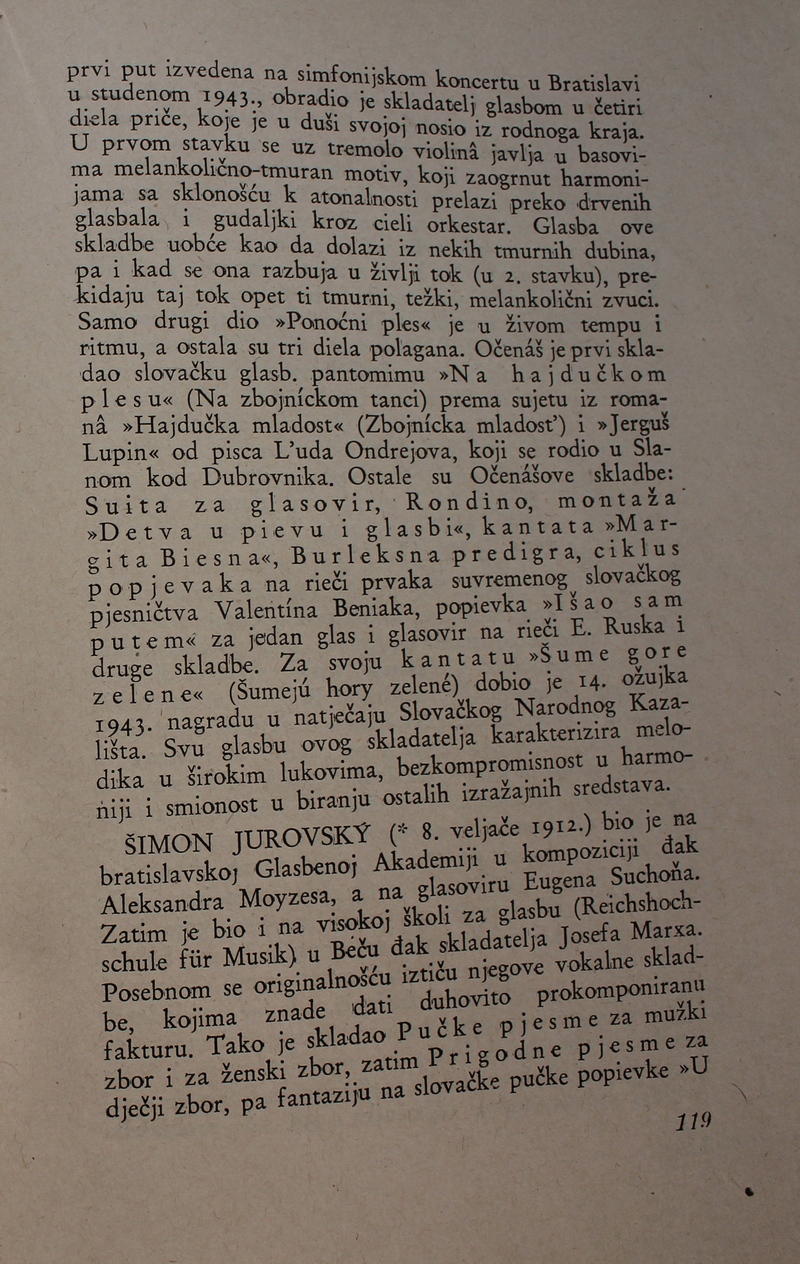 prvi put izvedena na simfonijskom koncertu u Bratislavi
u studenom 1943., obradio je skladatelj glasbom u četiri
diela priče, koje je u duši svojoj nosio iz rodnoga kraja.
U prvom stavku se uz tremolo violinâ javlja u basovi-
ma melankolično-tmuran motiv, koji zaogrnut harmoni-
jama sa sklonošću k atonalnosti prelazi preko drvenih
glasbala i gudaljki kroz cieli orkestar. Glasba ove
skladbe uobće kao da dolazi iz nekih tmurnih dubina,
pa i kad se ona razbuja u življi tok (u 2. stavku), pre-
kidaju taj tok opet ti tmurni, težki, melankolični zvuci.
Samo drugi dio »Ponoćni ples« je u živom tempu i
ritmu, a ostala su tri diela polagana. Očenáš je prvi skla-
dao slovačku glasb. pantomimu »Na hajdučkom
plesu« (Na zbojníckom tanci) prema sujetu iz roma-
nâ »Hajdučka mladost« (Zbojnícka mladosť) i »Jerguš
Lupin« od pisca L'uda Ondrejova, koji se rodio u Sla-
nom kod Dubrovnika. Ostale su Očenášove skladbe:
Suita za glasovir, Rondino, montaža
»Detva u pievu i glasbi«, kantata »Mar-
gita Biesna«, Burleksna predigra, ciklus
popjevaka na rieči prvaka suvremenog slovačkog
pjesničtva Valentína Beniaka, popievka »Išao sam
putem« za jedan glas i glasovir na rieči E. Ruska i
druge skladbe. Za svoju kantatu »Šume gore
zelene« (Šumejú hory zelené) dobio je 14. ožujka
1943. nagradu u natječaju Slovačkog Narodnog Kaza-
lišta. Svu glasbu ovog skladatelja karakterizira melo-
dika u širokim lukovima, bezkompromisnost u harmo-
niji i smionost u biranju ostalih izražajnih sredstava.
ŠIMON JUROVSKÝ (* 8. veljače 1912.) bio je na
bratislavskoj Glasbenoj Akademiji u kompoziciji đak
Aleksandra Moyzesa, a na glasoviru Eugena Suchoňa.
Zatim je bio i na visokoj školi za glasbu (Reichshoch-
schule für Musik) u Beču đak skladatelja Josefa Marxa.
Posebnom se originalnošću iztiču njegove vokalne sklad-
be, kojima znade dati duhovito prokomponiranu
fakturu. Tako je skladao Pučke pjesme za mužki
zbor i za ženski zbor, zatim Prigodne pjesme za
dječji zbor, pa fantaziju na slovačke pučke popievke »U
119